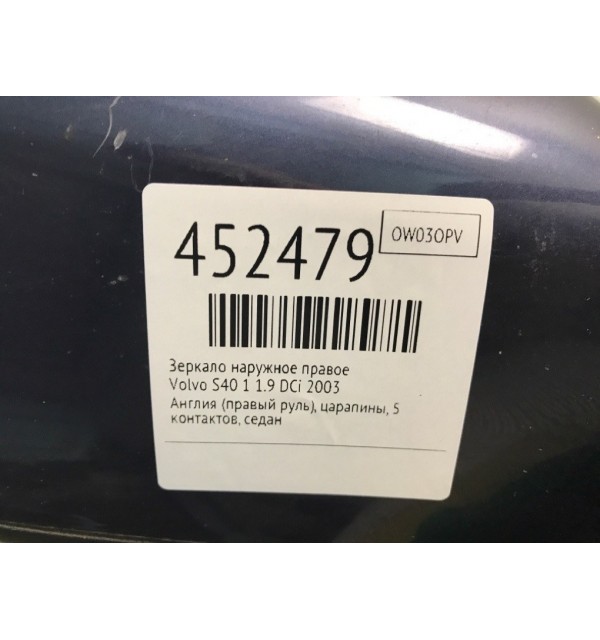 452479
OW03OPV
Зеркало наружное правое
Volvo S40 1 1.9 DCi 2003
Англия (правый руль), царапины, 5
контактов, седан